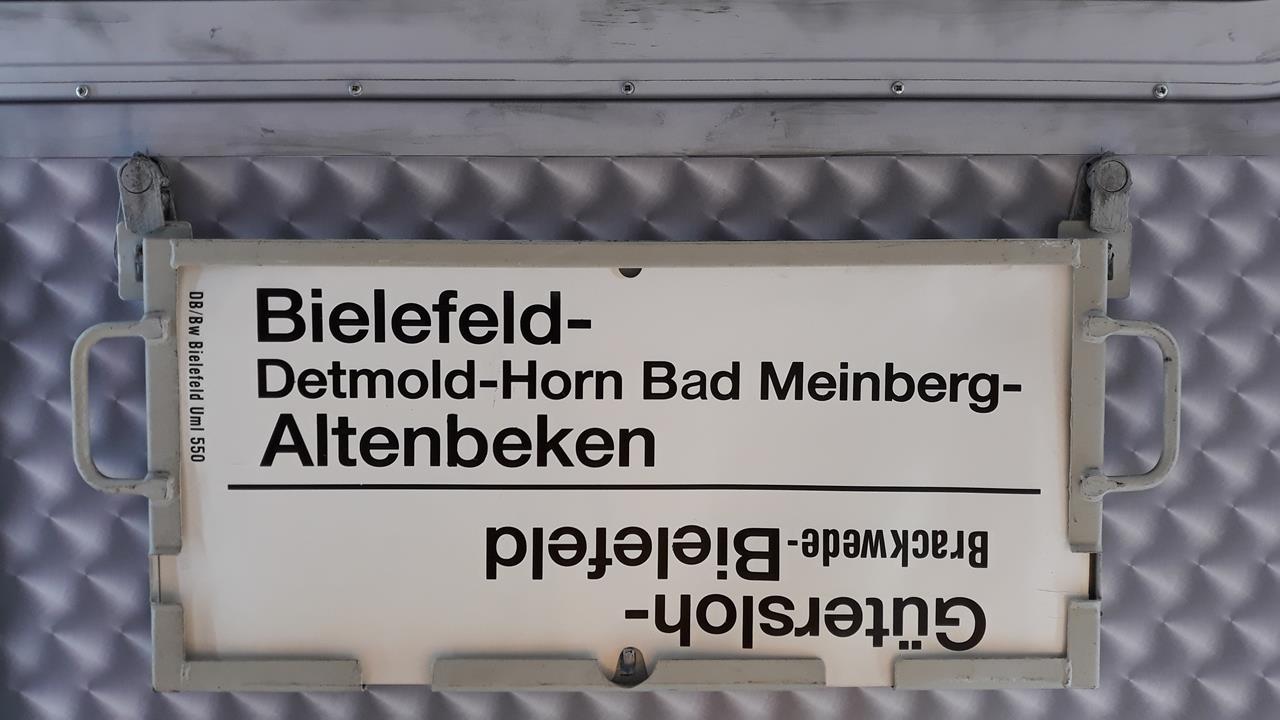 Bielefeld-
Detmold-Horn Bad Meinberg-
Altenbeken
Gütersloh-
Brackwede-Bielefeld
DB/Bw Bielefeld Uml 550